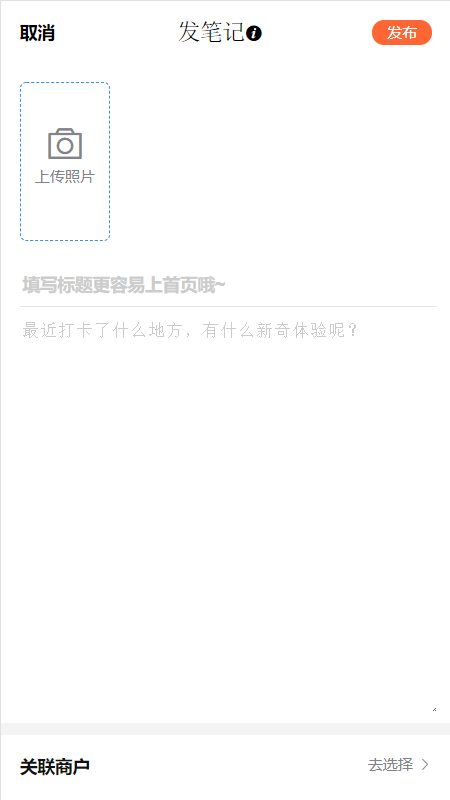 取消 发笔记 发布
上传照片
填写标题更容易上首页哦~
最近打卡了什么地方，有什么新奇体验呢？
关联商户 去选择